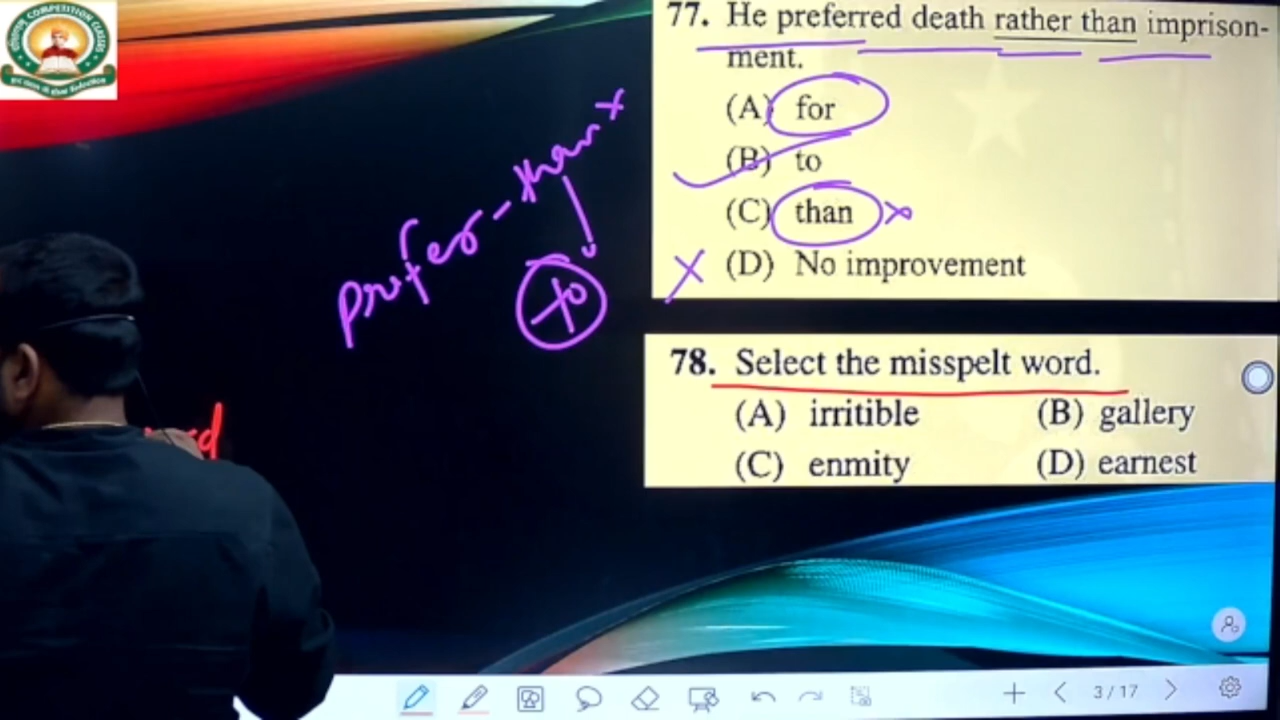 77. He preferred death rather than imprison-
ment.
(A) for
(B) to
(C) than
(D) No improvement
prefer - than x
to
78. Select the misspelt word.
(A) irritible
(B) gallery
(C) enmity
(D) earnest
3/17